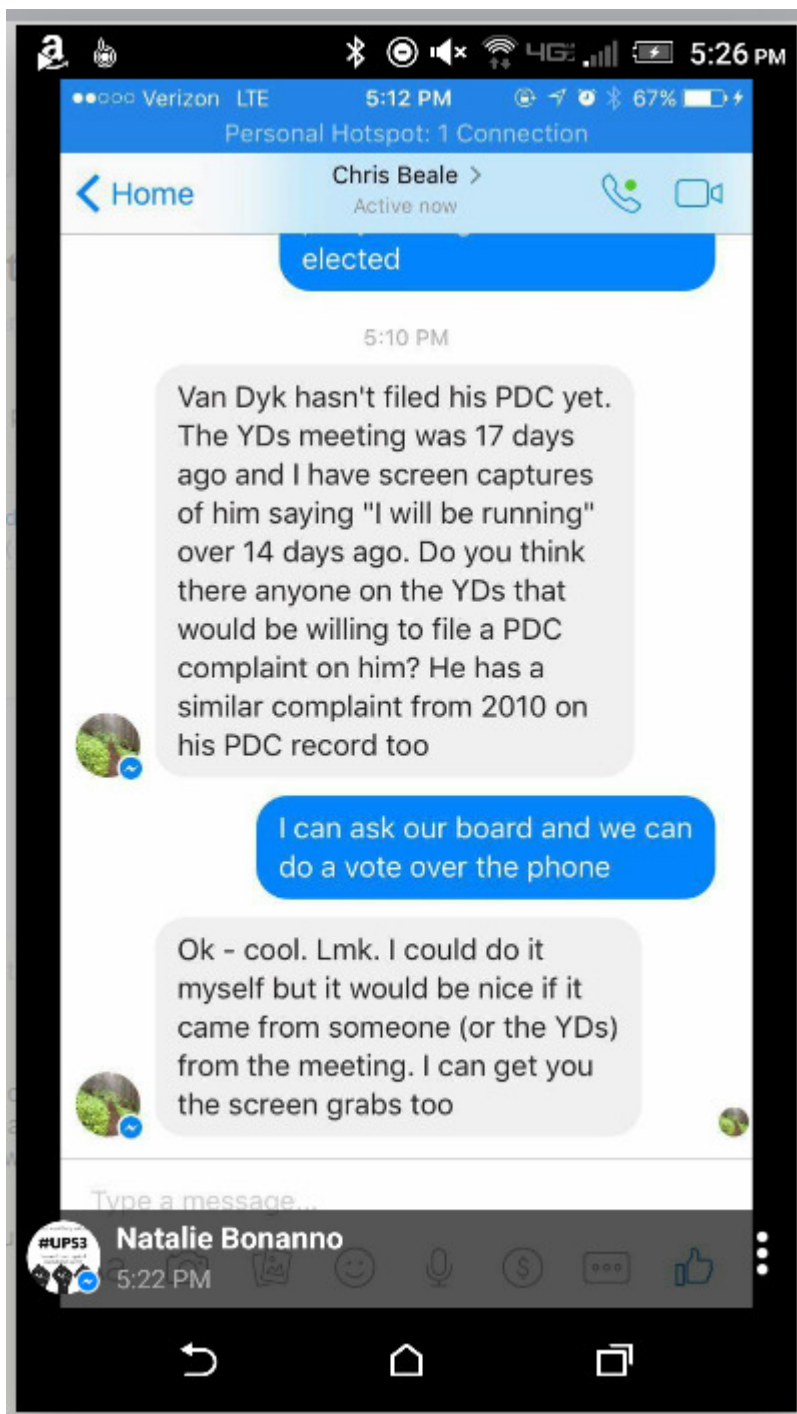 a 4G 5:26 PM
Verizon LTE 5:12 PM 67%
Personal Hotspot: 1 Connection
Home
Chris Beale >
Active now
elected
5:10 PM
Van Dyk hasn't filed his PDC yet.
The YDs meeting was 17 days
ago and I have screen captures
of him saying "I will be running"
over 14 days ago. Do you think
there anyone on the YDs that
would be willing to file a PDC
complaint on him? He has a
similar complaint from 2010 on
his PDC record too
I can ask our board and we can
do a vote over the phone
Ok - cool. Lmk. I could do it
myself but it would be nice if it
came from someone (or the YDs)
from the meeting. I can get you
the screen grabs too
Type a message...
#UPS3
Natalie Bonanno
5:22 PM